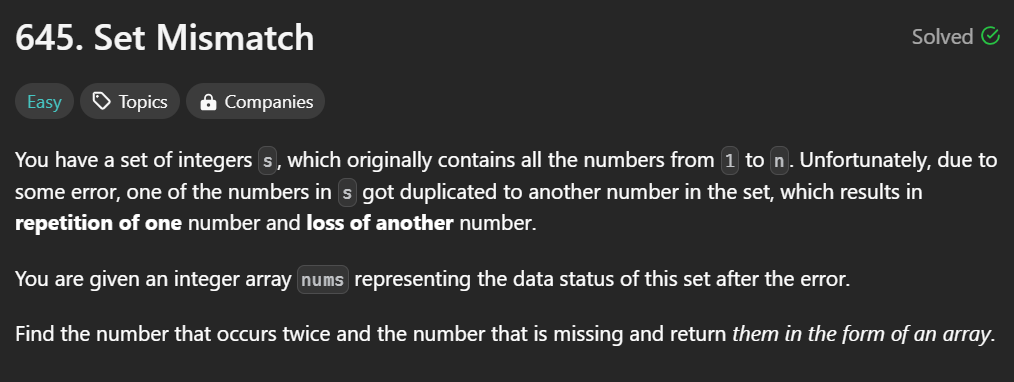 645. Set Mismatch
Solved
Easy
Topics
Companies
You have a set of integers s, which originally contains all the numbers from 1 to n. Unfortunately, due to
some error, one of the numbers in s got duplicated to another number in the set, which results in
repetition of one number and loss of another number.
You are given an integer array nums representing the data status of this set after the error.
Find the number that occurs twice and the number that is missing and return them in the form of an array.